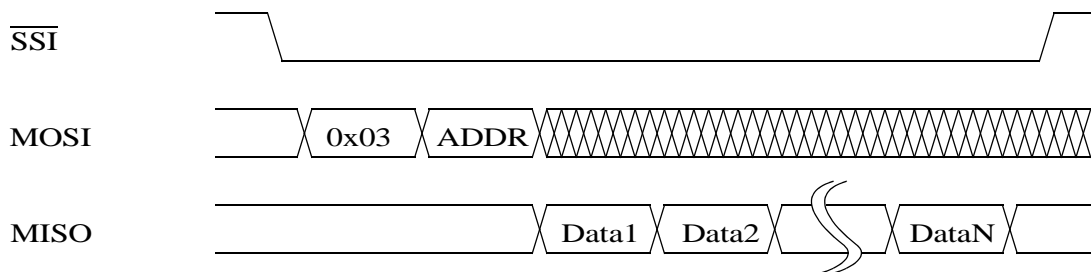 SSI
MOSI 0x03 ADDR
MISO Data1 Data2 DataN